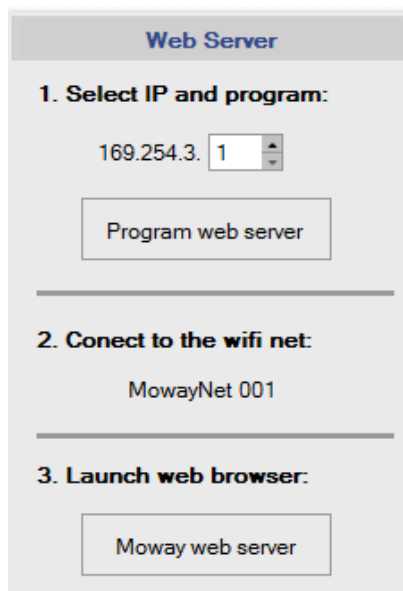 Web Server
1. Select IP and program:
169.254.3. 1
Program web server
2. Conect to the wifi net:
MowayNet 001
3. Launch web browser:
Moway web server